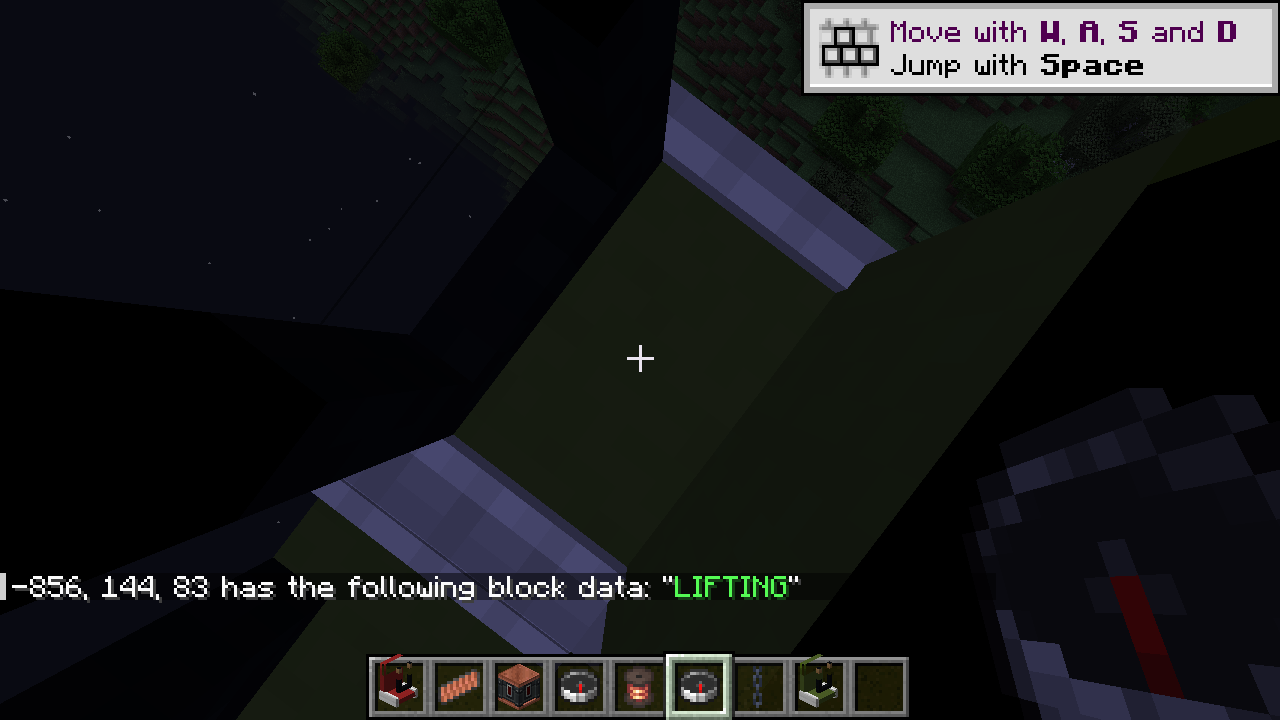 Move with W, A, S and D
Jump with Space
-856, 144, 83 has the following block data: "LIFTING"